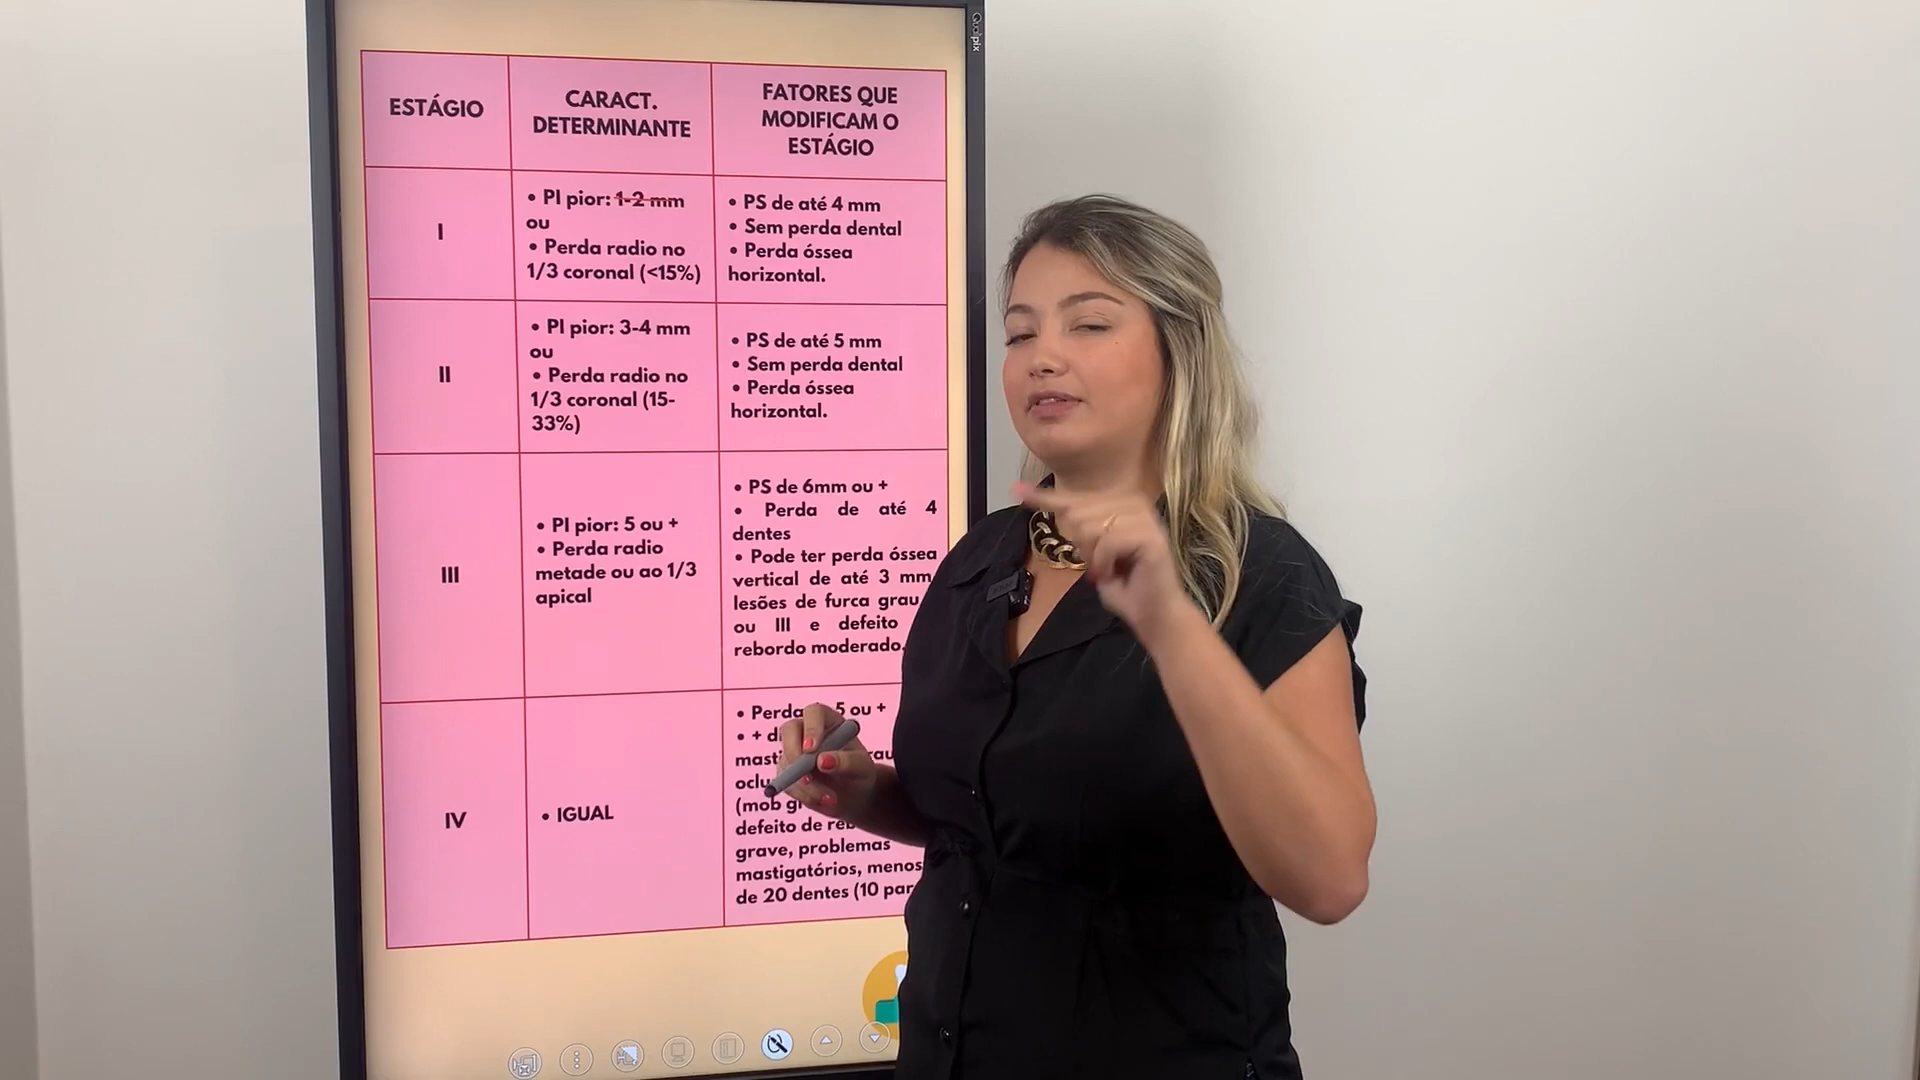 Qualpix
ESTÁGIO
CARACT.
DETERMINANTE
FATORES QUE
MODIFICAM O
ESTÁGIO
I
• PI pior: 1-2 mm
ou
• Perda radio no
1/3 coronal (<15%)
• PS de até 4 mm
• Sem perda dental
• Perda óssea
horizontal.
II
• PI pior: 3-4 mm
ou
• Perda radio no
1/3 coronal (15-
33%)
• PS de até 5 mm
• Sem perda dental
• Perda óssea
horizontal.
III
• PI pior: 5 ou +
• Perda radio
metade ou ao 1/3
apical
• PS de 6mm ou +
• Perda de até 4
dentes
• Pode ter perda óssea
vertical de até 3 mm,
lesões de furca grau
ou III e defeito
rebordo moderado.
IV
• IGUAL
• Perda 5 ou +
• +
(mob
defeito de
grave, problemas
mastigatórios, menos
de 20 dentes (10